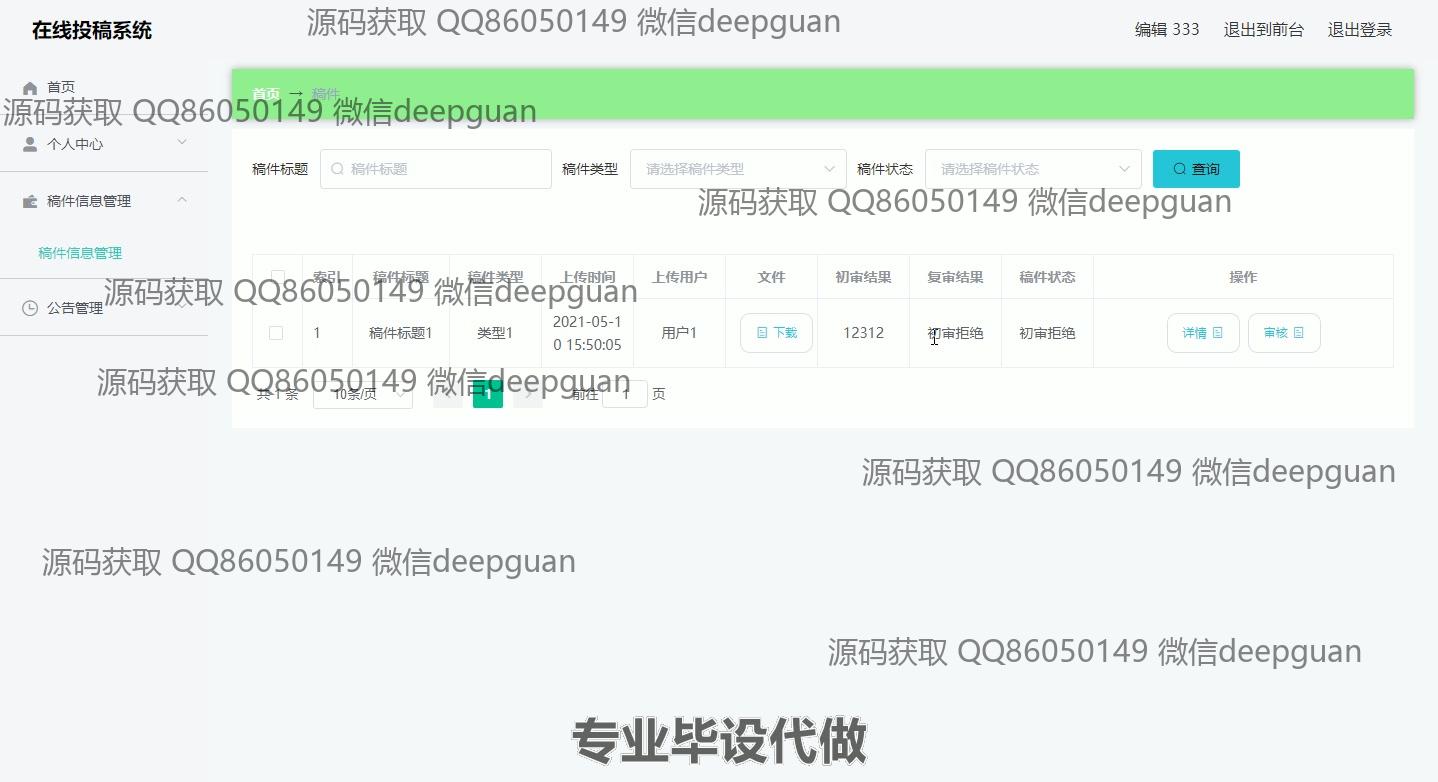 在线投稿系统
源码获取 QQ86050149 微信deepguan
编辑 333 退出到前台 退出登录
首页
首页 → 稿件
源码获取 QQ86050149 微信deepguan
个人中心
稿件标题 稿件标题 稿件类型 请选择稿件类型 稿件状态 请选择稿件状态 查询
稿件信息管理
源码获取 QQ86050149 微信deepguan
稿件信息管理
索引 稿件标题 稿件类型 上传时间 上传用户 文件 初审结果 复审结果 稿件状态 操作
源码获取 QQ86050149 微信deepguan
公告管理
1 稿件标题1 类型1 2021-05-1
0 15:50:05 用户1 下载 12312 初审拒绝 初审拒绝 详情 审核
源码获取 QQ86050149 微信deepguan
共 1 条 10条/页 < 1 > 前往 1 页
源码获取 QQ86050149 微信deepguan
源码获取 QQ86050149 微信deepguan
源码获取 QQ86050149 微信deepguan
专业毕设代做